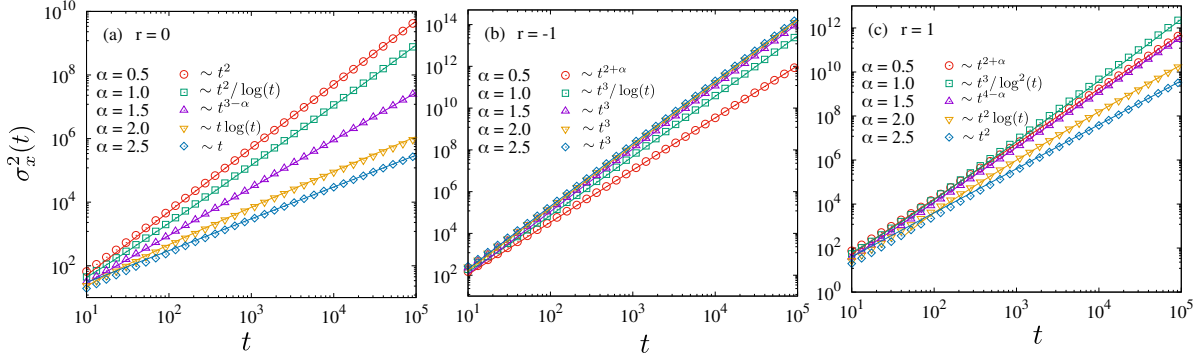 (a) r = 0
α = 0.5 ∼ t^2
α = 1.0 ∼ t^2/log(t)
α = 1.5 ∼ t^{3−α}
α = 2.0 ∼ t log(t)
α = 2.5 ∼ t
10^10
10^8
10^6
10^4
10^2
σ_x^2(t)
10^1 10^2 10^3 10^4 10^5
t
(b) r = -1
α = 0.5 ∼ t^{2+α}
α = 1.0 ∼ t^3/log(t)
α = 1.5 ∼ t^3
α = 2.0 ∼ t^3
α = 2.5 ∼ t^3
10^14
10^12
10^10
10^8
10^6
10^4
10^2
10^1 10^2 10^3 10^4 10^5
t
(c) r = 1
α = 0.5 ∼ t^{2+α}
α = 1.0 ∼ t^3/log^2(t)
α = 1.5 ∼ t^{4−α}
α = 2.0 ∼ t^2 log(t)
α = 2.5 ∼ t^2
10^12
10^10
10^8
10^6
10^4
10^2
10^0
10^1 10^2 10^3 10^4 10^5
t